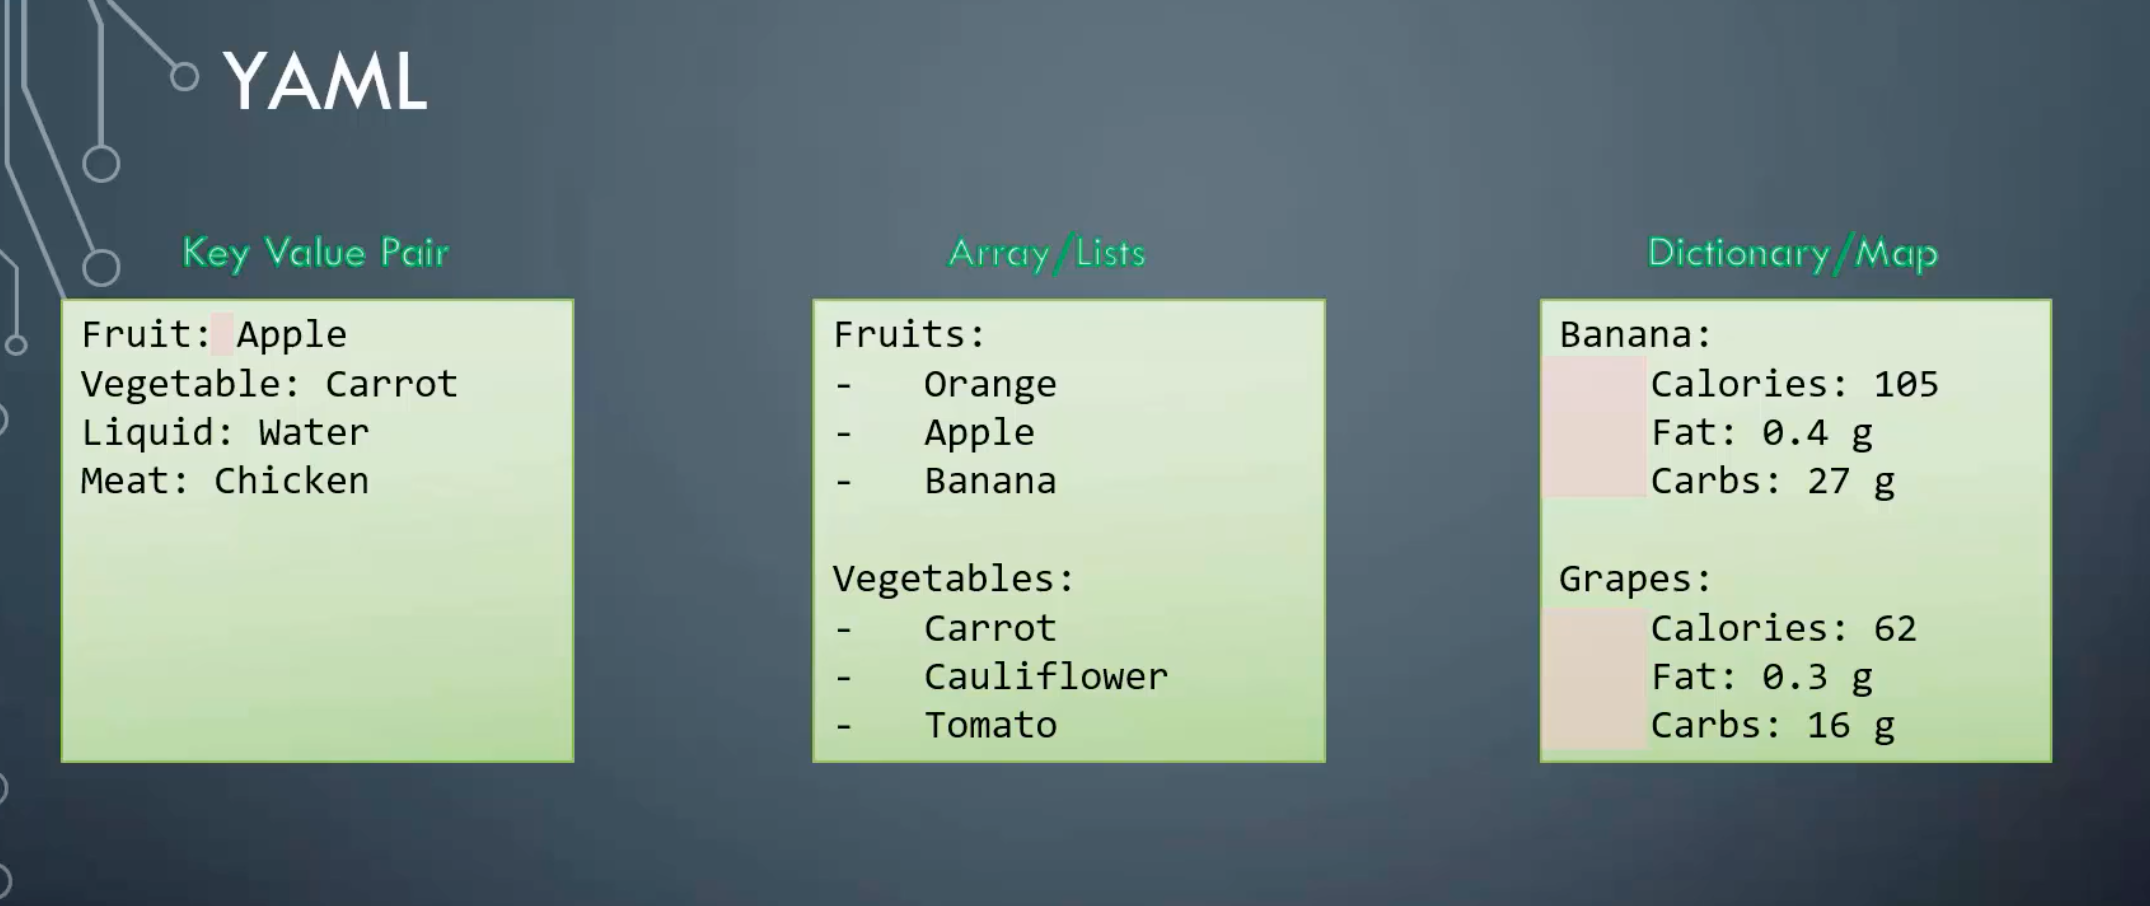 YAML
Key Value Pair
Fruit: Apple
Vegetable: Carrot
Liquid: Water
Meat: Chicken
Array/Lists
Fruits:
- Orange
- Apple
- Banana
Vegetables:
- Carrot
- Cauliflower
- Tomato
Dictionary/Map
Banana:
Calories: 105
Fat: 0.4 g
Carbs: 27 g
Grapes:
Calories: 62
Fat: 0.3 g
Carbs: 16 g